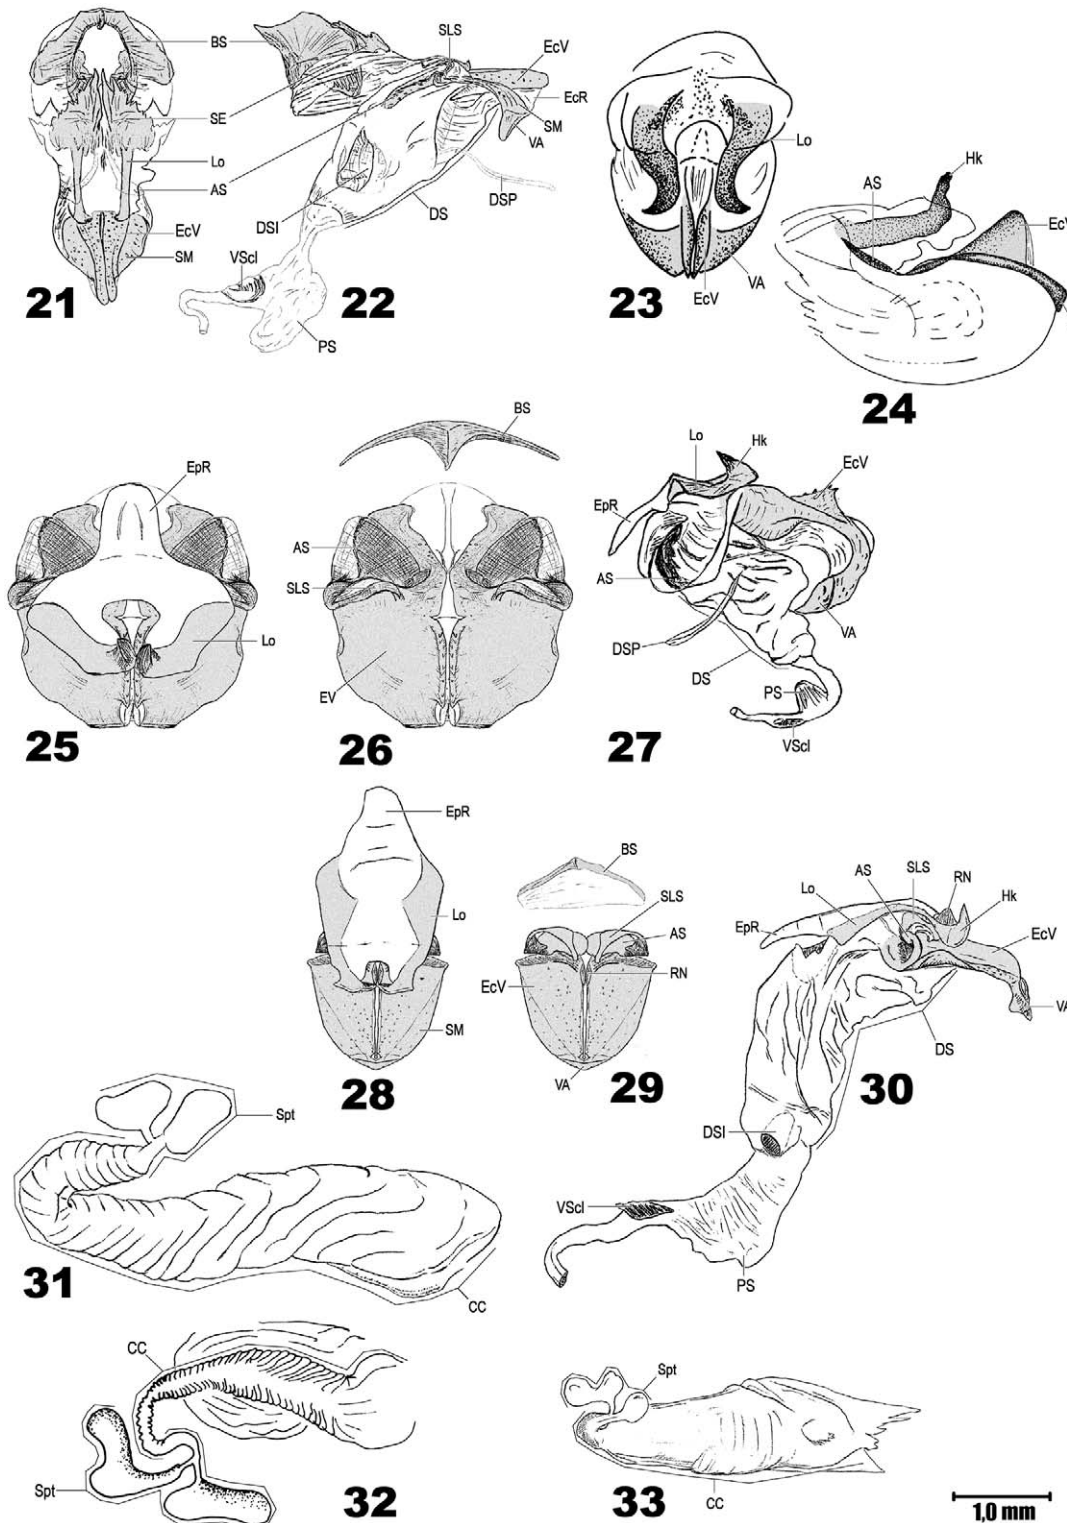 BS
SE
Lo
AS
EcV
SM
21
SLS
EcV
EcR
SM
VA
DSP
DS
DSI
VScl
PS
22
Lo
VA
EcV
23
Hk
AS
EcV
24
EpR
Lo
25
BS
AS
SLS
EV
26
Lo
Hk
EcV
EpR
AS
VA
DSP
DS
PS
VScl
27
EpR
Lo
SM
28
BS
SLS
AS
RN
EcV
VA
29
AS
SLS
RN
Lo
Hk
EpR
EcV
VA
DS
30
DSI
VScl
PS
Spt
31
CC
CC
Spt
32
Spt
33
CC
1,0 mm